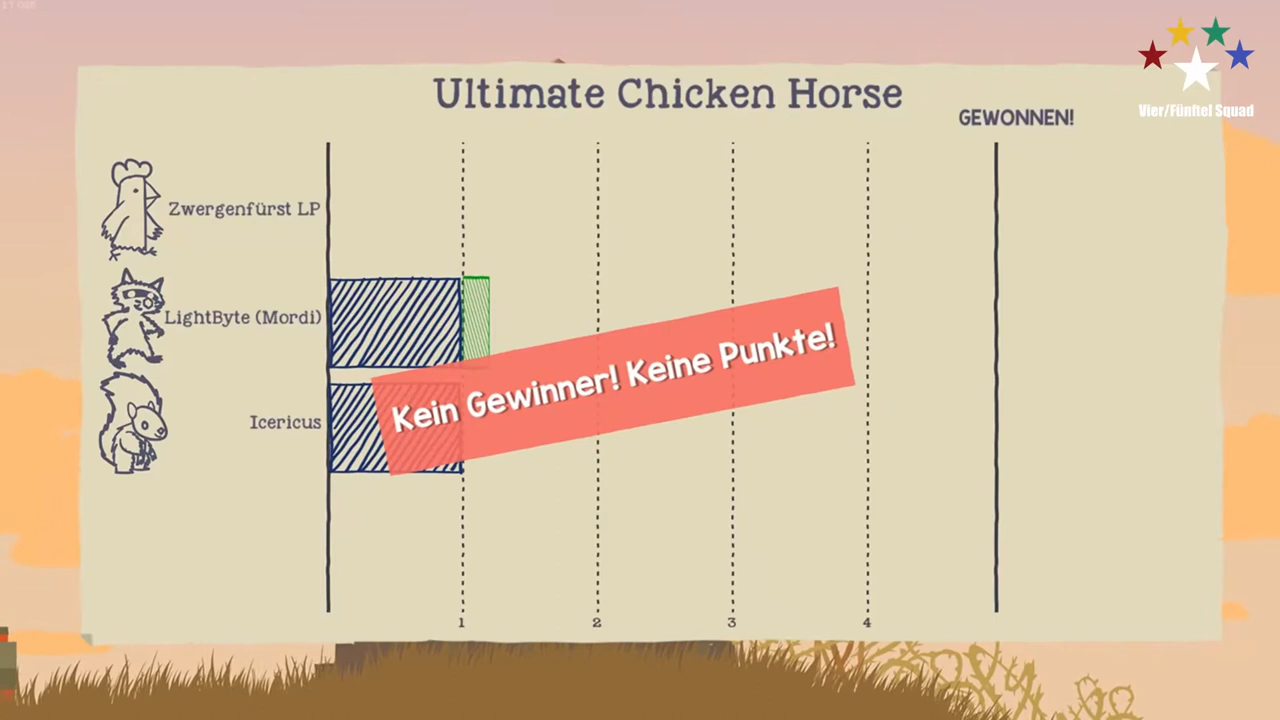 Ultimate Chicken Horse
GEWONNEN!
Vier/Fünftel Squad
Zwergenfürst LP
LightByte (Mordi)
Icericus
Kein Gewinner! Keine Punkte!
1 2 3 4